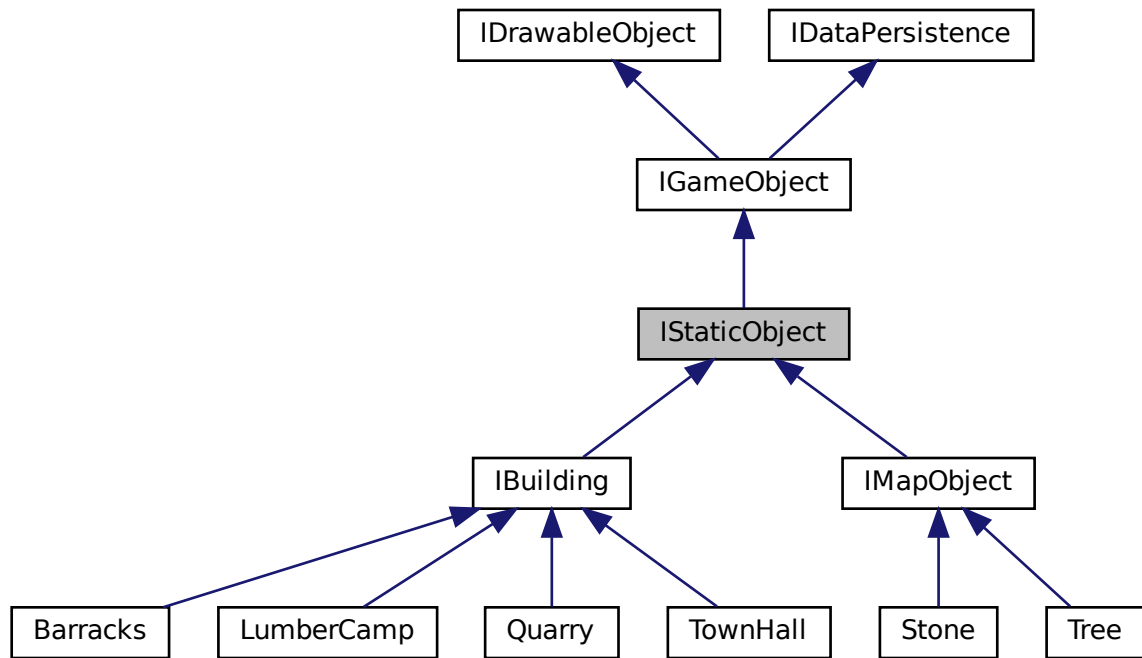 IDrawableObject
IDataPersistence
IGameObject
IStaticObject
IBuilding
IMapObject
Barracks
LumberCamp
Quarry
TownHall
Stone
Tree